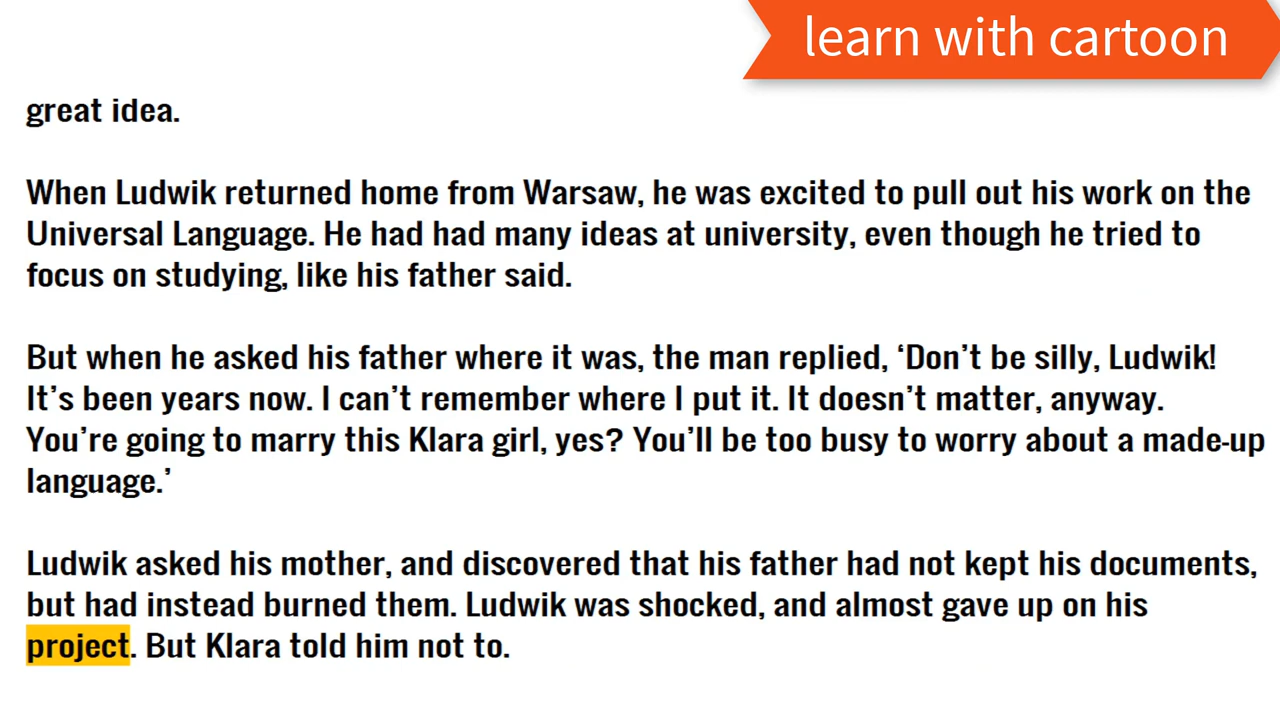 learn with cartoon
great idea.
When Ludwik returned home from Warsaw, he was excited to pull out his work on the
Universal Language. He had had many ideas at university, even though he tried to
focus on studying, like his father said.
But when he asked his father where it was, the man replied, ‘Don’t be silly, Ludwik!
It’s been years now. I can’t remember where I put it. It doesn’t matter, anyway.
You’re going to marry this Klara girl, yes? You’ll be too busy to worry about a made-up
language.’
Ludwik asked his mother, and discovered that his father had not kept his documents,
but had instead burned them. Ludwik was shocked, and almost gave up on his
project. But Klara told him not to.